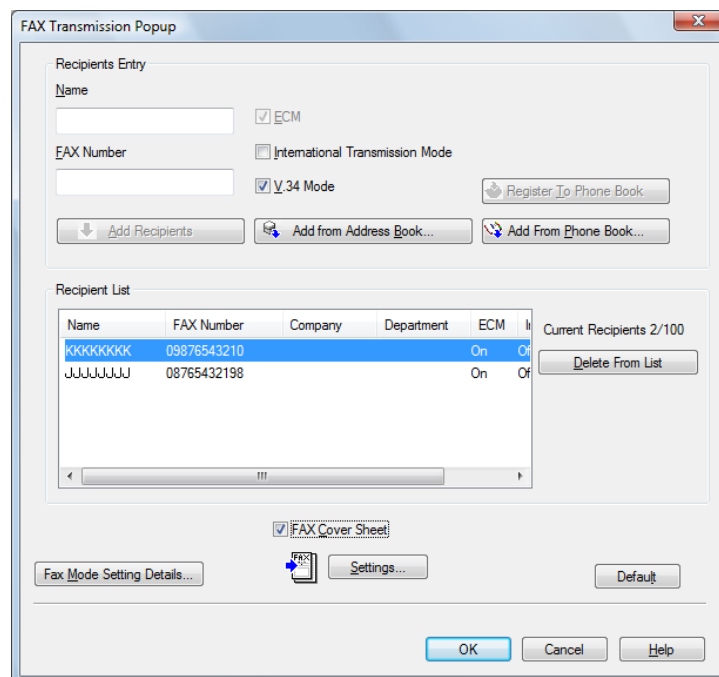 FAX Transmission Popup
Recipients Entry
Name
ECM
FAX Number
International Transmission Mode
V.34 Mode
Register To Phone Book
Add Recipients
Add from Address Book...
Add From Phone Book...
Recipient List
Name FAX Number Company Department ECM
Current Recipients 2/100
KKKKKKKK 09876543210 On Of
Delete From List
JJJJJJJJ 08765432198 On Of
FAX Cover Sheet
FAX
Fax Mode Setting Details...
Settings...
Default
OK Cancel Help